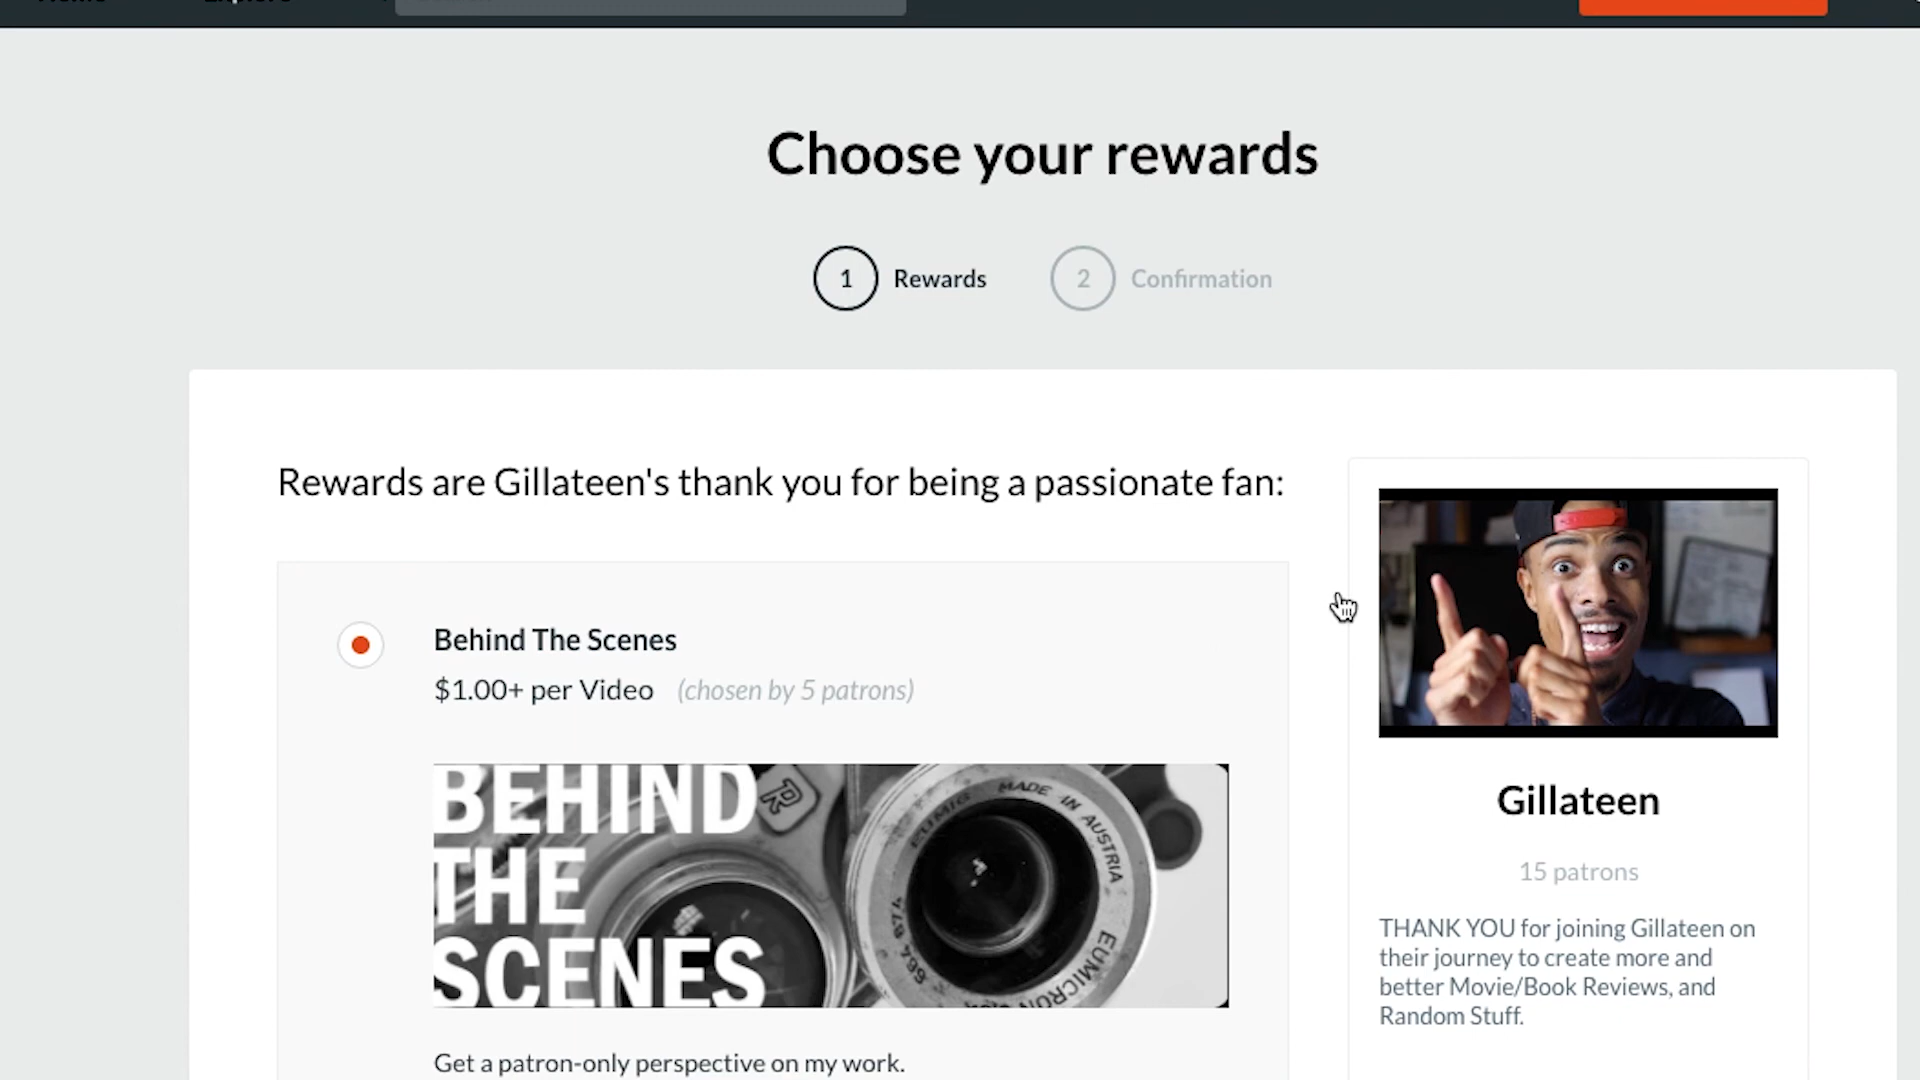 Choose your rewards
1 Rewards 2 Confirmation
Rewards are Gillateen's thank you for being a passionate fan:
Behind The Scenes
$1.00+ per Video (chosen by 5 patrons)
BEHIND
THE
SCENES
R
EUMIG MADE IN AUSTRIA
EUMICRON
664874
Gillateen
15 patrons
THANK YOU for joining Gillateen on
their journey to create more and
better Movie/Book Reviews, and
Random Stuff.
Get a patron-only perspective on my work.